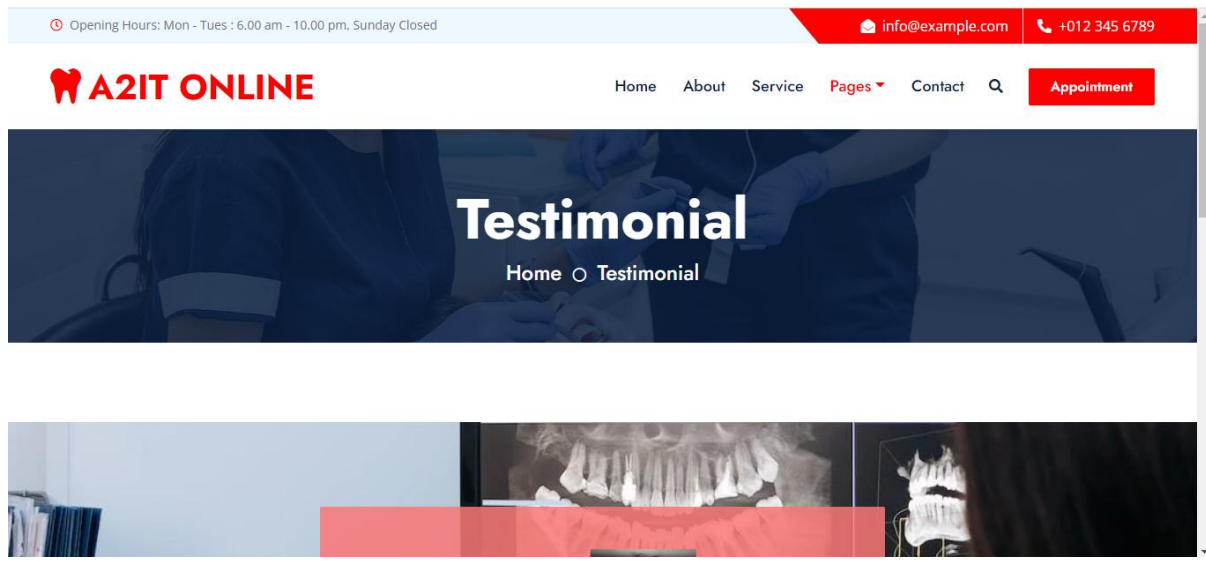 Opening Hours: Mon - Tues : 6.00 am - 10.00 pm, Sunday Closed
info@example.com
+012 345 6789
A2IT ONLINE
Home About Service Pages Contact
Appointment
Testimonial
Home Testimonial